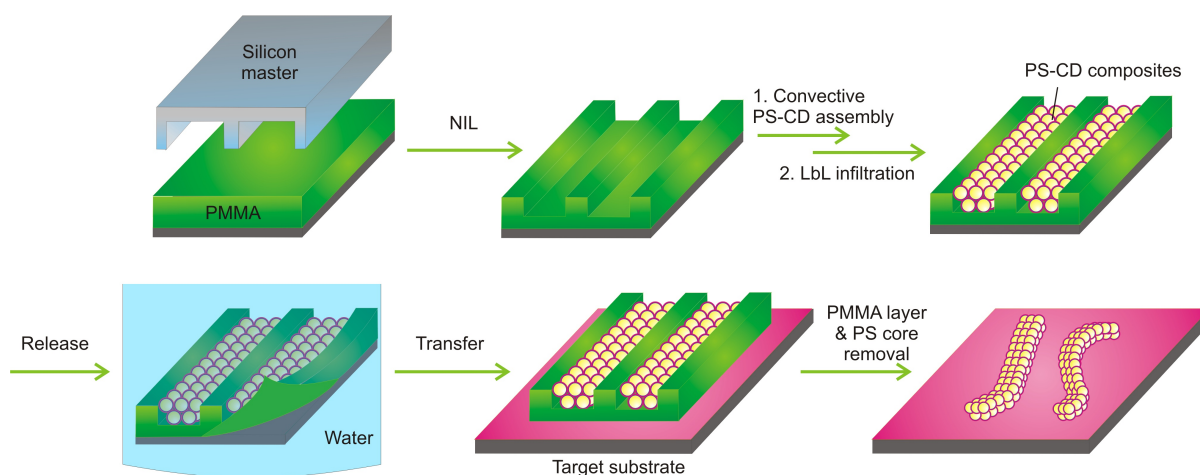 Silicon
master
PMMA
NIL
1. Convective
PS-CD assembly
2. LbL infiltration
PS-CD composites
Release
Water
Transfer
Target substrate
PMMA layer
& PS core
removal